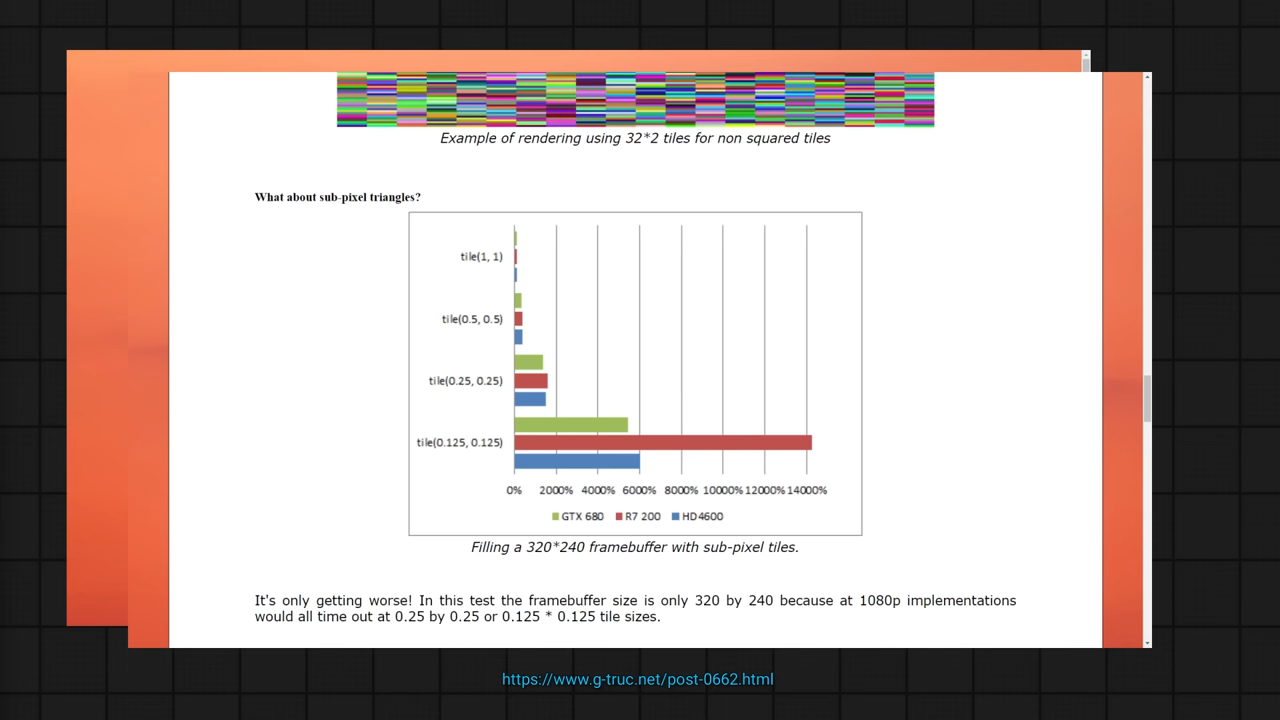 Example of rendering using 32*2 tiles for non squared tiles
What about sub-pixel triangles?
tile(1, 1)
tile(0.5, 0.5)
tile(0.25, 0.25)
tile(0.125, 0.125)
0% 2000% 4000% 6000% 8000% 10000% 12000% 14000%
GTX 680 R7 200 HD4600
Filling a 320*240 framebuffer with sub-pixel tiles.
It's only getting worse! In this test the framebuffer size is only 320 by 240 because at 1080p implementations
would all time out at 0.25 by 0.25 or 0.125 * 0.125 tile sizes.
https://www.g-truc.net/post-0662.html